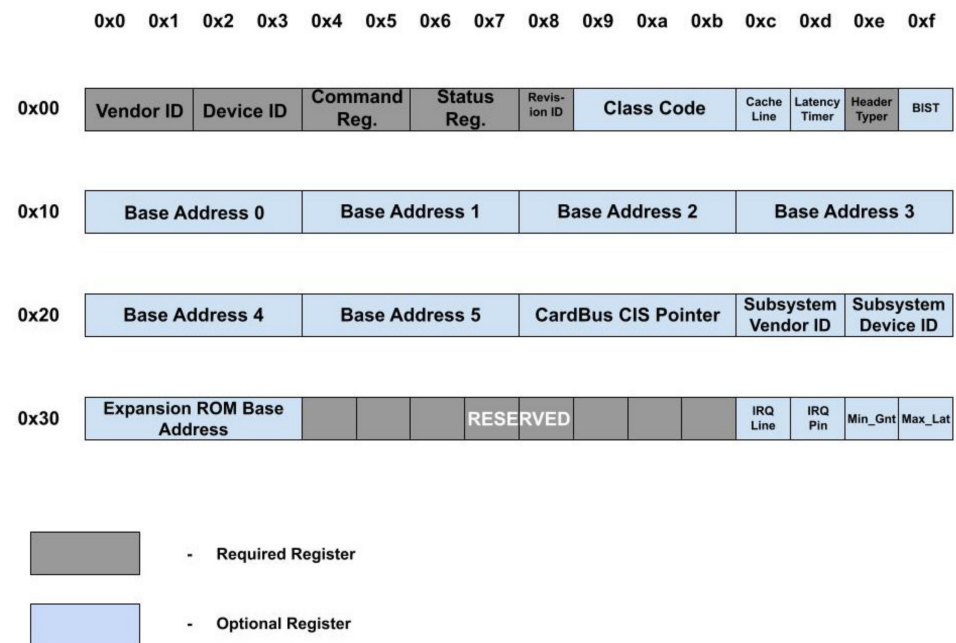 0x0 0x1 0x2 0x3 0x4 0x5 0x6 0x7 0x8 0x9 0xa 0xb 0xc 0xd 0xe 0xf
0x00
Vendor ID
Device ID
Command
Reg.
Status
Reg.
Revis-
ion ID
Class Code
Cache
Line
Latency
Timer
Header
Typer
BIST
0x10
Base Address 0
Base Address 1
Base Address 2
Base Address 3
0x20
Base Address 4
Base Address 5
CardBus CIS Pointer
Subsystem
Vendor ID
Subsystem
Device ID
0x30
Expansion ROM Base
Address
RESERVED
IRQ
Line
IRQ
Pin
Min_Gnt
Max_Lat
- Required Register
- Optional Register